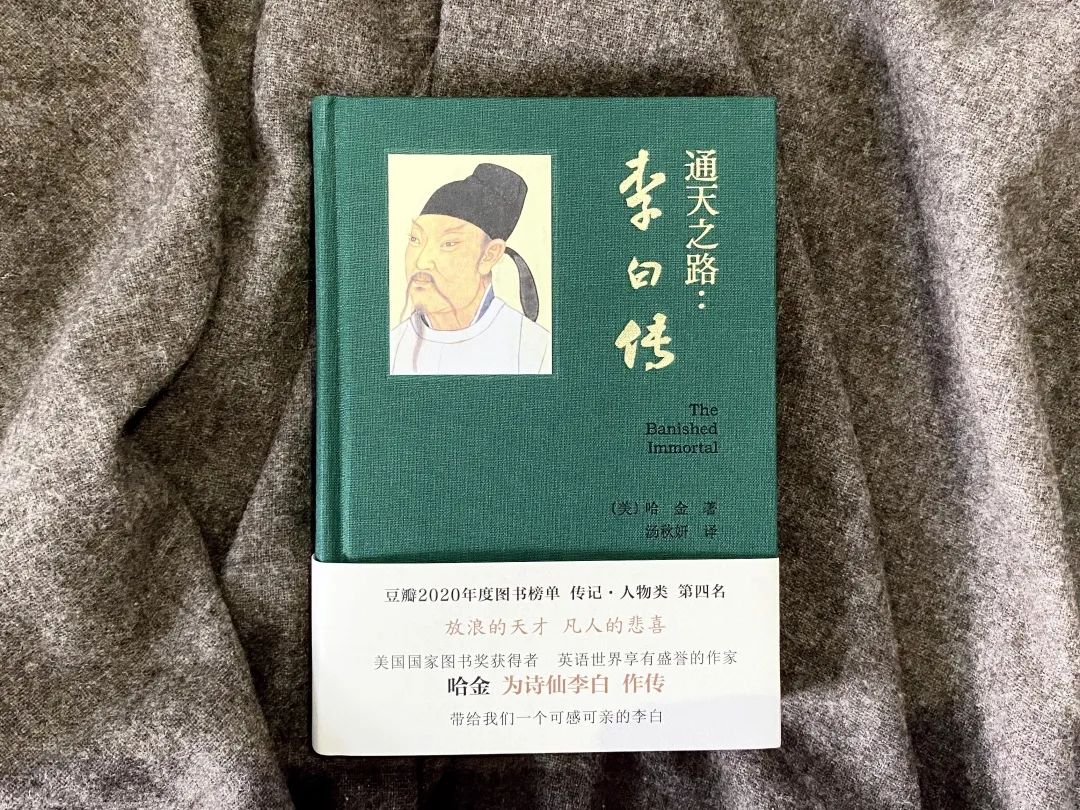 通天之路：
李白传
The
Banished
Immortal
〔美〕哈 金 著
汤秋妍 译
豆瓣2020年度图书榜单 传记·人物类 第四名
放浪的天才 凡人的悲喜
美国国家图书奖获得者 英语世界享有盛誉的作家
哈金 为诗仙李白 作传
带给我们一个可感可亲的李白